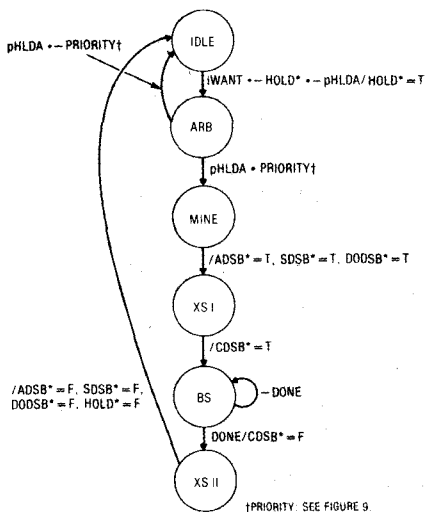 pHLDA • – PRIORITY†
IDLE
iWANT • – HOLD* • – pHLDA/HOLD* = T
ARB
pHLDA • PRIORITY†
MINE
/ADSB* = T, SDSB* = T, DODSB* = T
XS I
/CDSB* = T
BS
– DONE
/ADSB* = F, SDSB* = F,
DODSB* = F, HOLD* = F
DONE/CDSB* = F
XS II
†PRIORITY: SEE FIGURE 9.